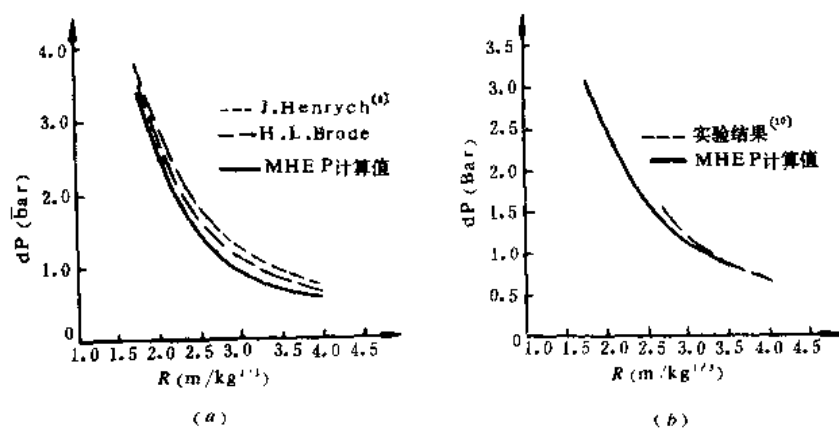 4.0
3.0
2.0
1.0
0
dP (bar)
J.Henrych⁽⁸⁾
H.L.Brode
MHEP计算值
1.0 1.5 2.0 2.5 3.0 3.5 4.0 4.5
R (m/kg¹ᐟ³)
(a)
3.5
3.0
2.5
2.0
1.5
1.0
0.5
0
dP (Bar)
实验结果⁽¹⁰⁾
MHEP计算值
1.0 1.5 2.0 2.5 3.0 3.5 4.0 4.5
R (m/kg¹ᐟ³)
(b)